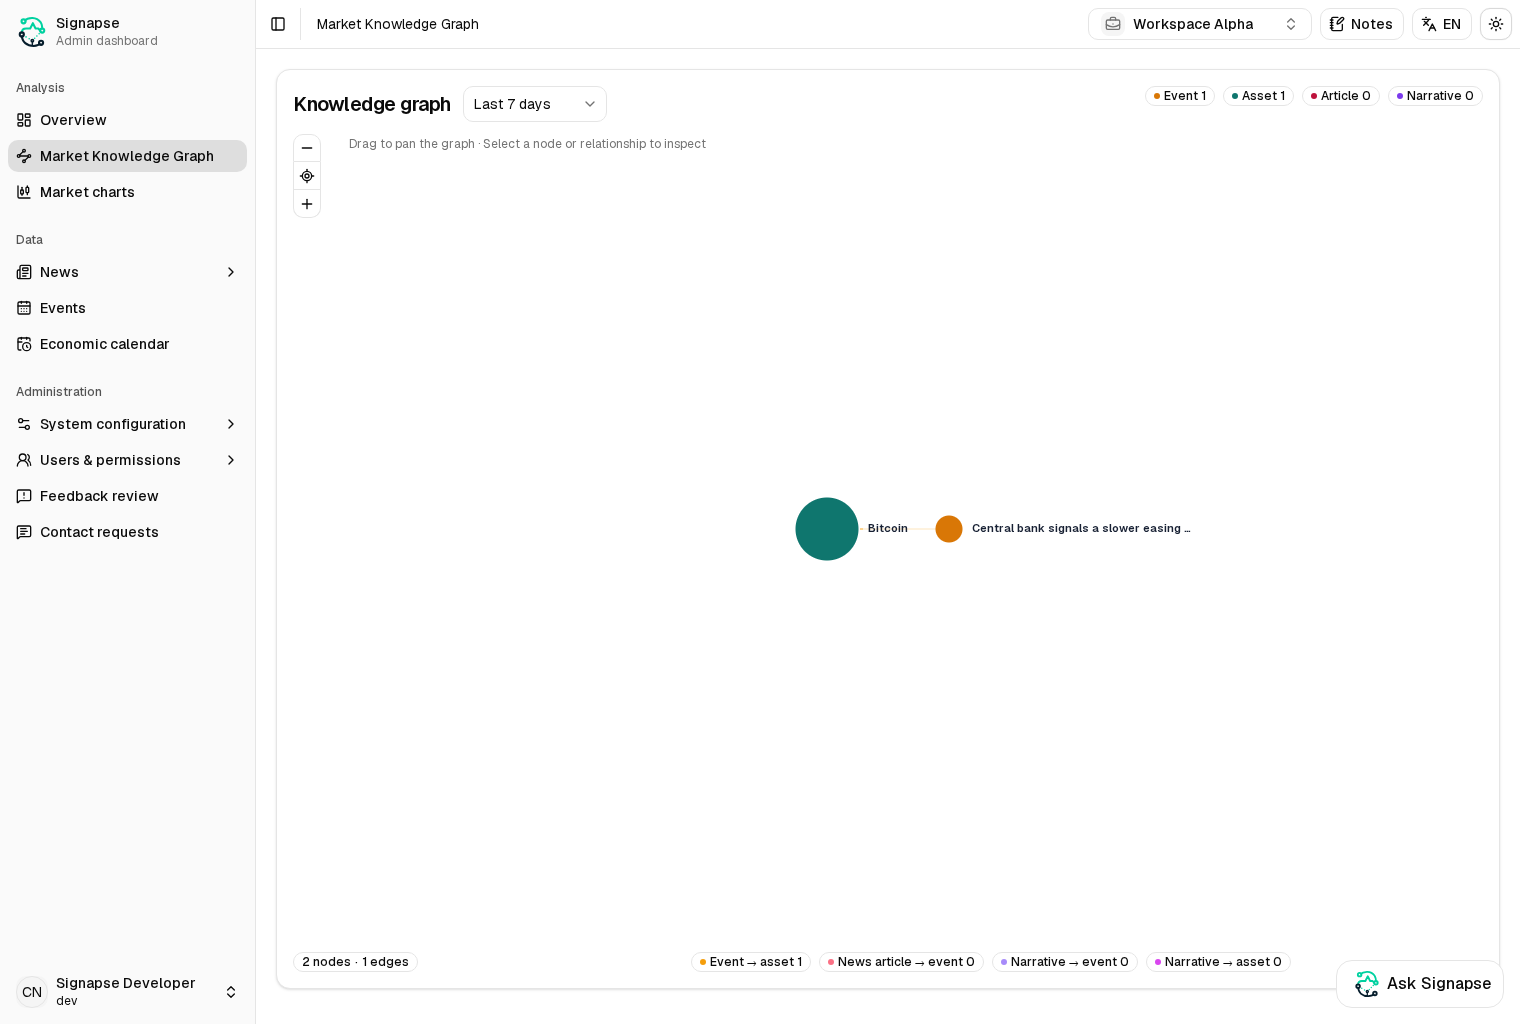 Signapse
Admin dashboard
Analysis
Overview
Market Knowledge Graph
Market charts
Data
News
Events
Economic calendar
Administration
System configuration
Users & permissions
Feedback review
Contact requests
CN
Signapse Developer
dev
Market Knowledge Graph
Workspace Alpha
Notes
EN
Knowledge graph
Last 7 days
Event 1
Asset 1
Article 0
Narrative 0
Drag to pan the graph · Select a node or relationship to inspect
Bitcoin
Central bank signals a slower easing ...
2 nodes · 1 edges
Event → asset 1
News article → event 0
Narrative → event 0
Narrative → asset 0
Ask Signapse